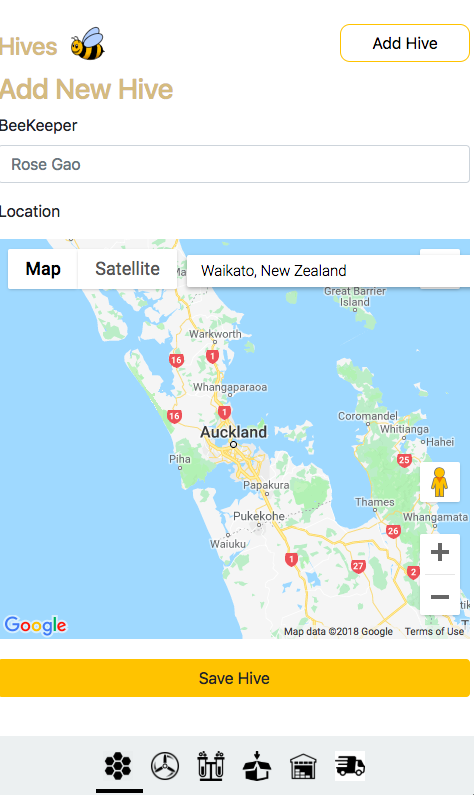 Hives
Add Hive
Add New Hive
BeeKeeper
Rose Gao
Location
Map
Satellite
Waikato, New Zealand
Great Barrier
Island
Warkworth
16
1
Whangaparaoa
16
1
Coromandel
Auckland
Whitianga
Hahei
Piha
25
Papakura
Thames
Pukekohe
Whangamata
26
Waiuku
1
27
2
Google
Map data ©2018 Google
Terms of Use
Save Hive